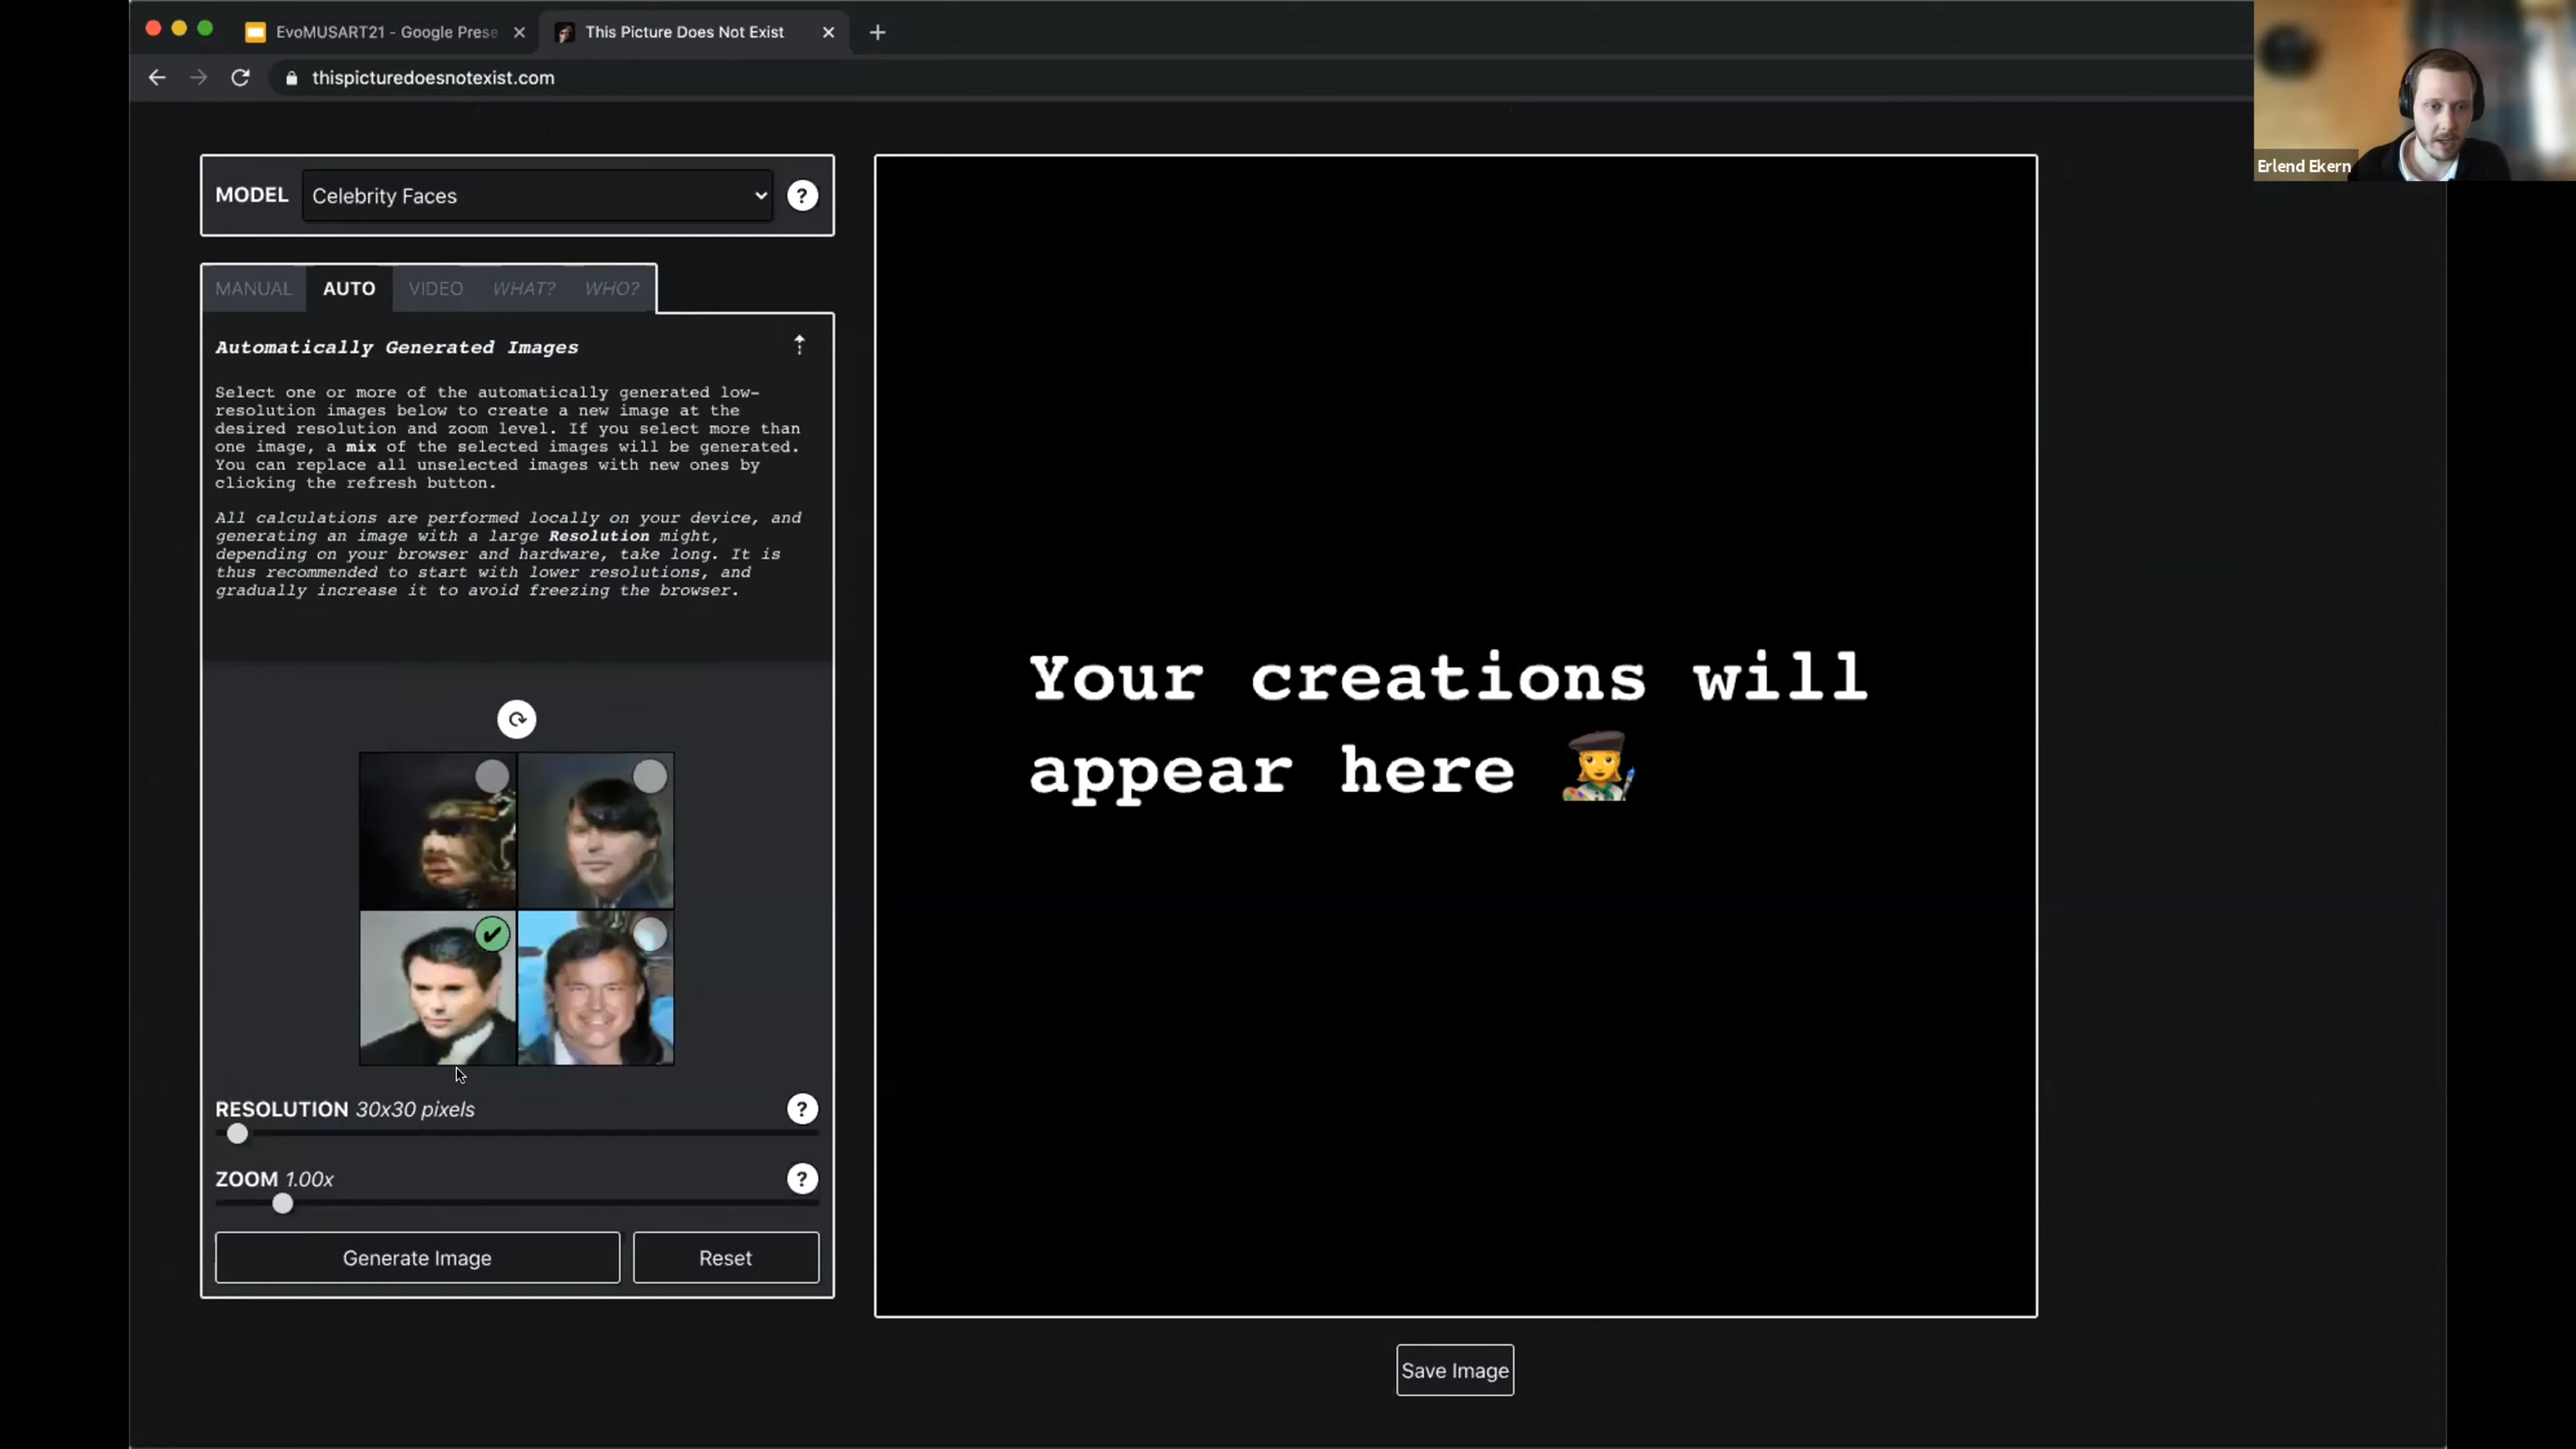 EvoMUSART21 - Google Prese
This Picture Does Not Exist
thispicturedoesnotexist.com
Erlend Ekern
MODEL Celebrity Faces ?
MANUAL AUTO VIDEO WHAT? WHO?
Automatically Generated Images
Select one or more of the automatically generated low-
resolution images below to create a new image at the
desired resolution and zoom level. If you select more than
one image, a mix of the selected images will be generated.
You can replace all unselected images with new ones by
clicking the refresh button.
All calculations are performed locally on your device, and
generating an image with a large Resolution might,
depending on your browser and hardware, take long. It is
thus recommended to start with lower resolutions, and
gradually increase it to avoid freezing the browser.
RESOLUTION 30x30 pixels ?
ZOOM 1.00x ?
Generate Image Reset
Your creations will
appear here 👩‍🎨
Save Image